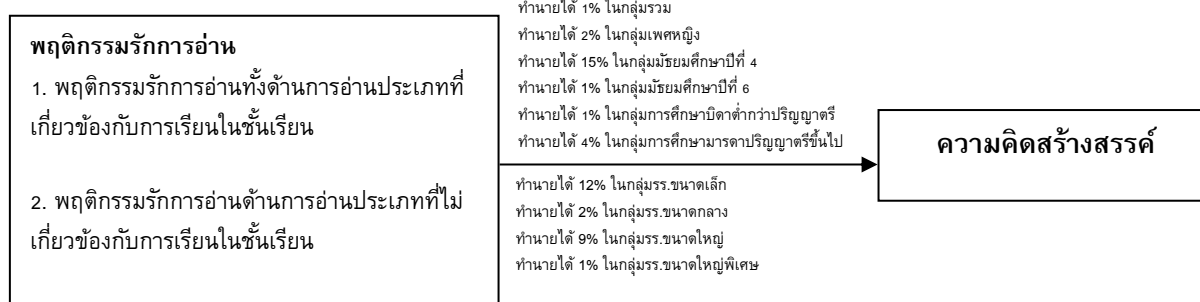 พฤติกรรมรักการอ่าน
1. พฤติกรรมรักการอ่านทั้งด้านการอ่านประเภทที่
เกี่ยวข้องกับการเรียนในชั้นเรียน
2. พฤติกรรมรักการอ่านด้านการอ่านประเภทที่ไม่
เกี่ยวข้องกับการเรียนในชั้นเรียน
ทำนายได้ 1% ในกลุ่มรวม
ทำนายได้ 2% ในกลุ่มเพศหญิง
ทำนายได้ 15% ในกลุ่มมัธยมศึกษาปีที่ 4
ทำนายได้ 1% ในกลุ่มมัธยมศึกษาปีที่ 6
ทำนายได้ 1% ในกลุ่มการศึกษาบิดาต่ำกว่าปริญญาตรี
ทำนายได้ 4% ในกลุ่มการศึกษามารดาปริญญาตรีขึ้นไป
ทำนายได้ 12% ในกลุ่มรร.ขนาดเล็ก
ทำนายได้ 2% ในกลุ่มรร.ขนาดกลาง
ทำนายได้ 9% ในกลุ่มรร.ขนาดใหญ่
ทำนายได้ 1% ในกลุ่มรร.ขนาดใหญ่พิเศษ
ความคิดสร้างสรรค์